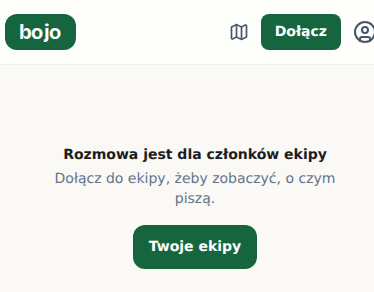 bojo
Dołącz
Rozmowa jest dla członków ekipy
Dołącz do ekipy, żeby zobaczyć, o czym
piszą.
Twoje ekipy